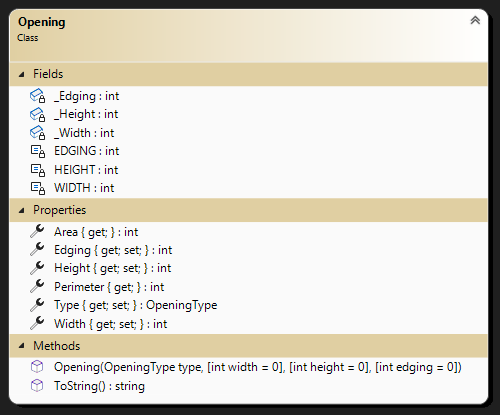 Opening
Class
Fields
_Edging : int
_Height : int
_Width : int
EDGING : int
HEIGHT : int
WIDTH : int
Properties
Area { get; } : int
Edging { get; set; } : int
Height { get; set; } : int
Perimeter { get; } : int
Type { get; set; } : OpeningType
Width { get; set; } : int
Methods
Opening(OpeningType type, [int width = 0], [int height = 0], [int edging = 0])
ToString() : string